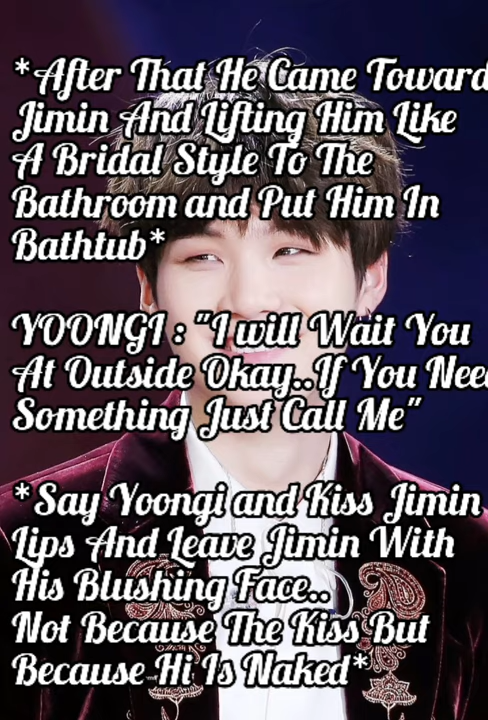 *After That He Came Toward
Jimin And Lifting Him Like
A Bridal Style To The
Bathroom and Put Him In
Bathtub*
YOONGI : "I will Wait You
At Outside Okay..If You Nee
Something Just Call Me"
*Say Yoongi and Kiss Jimin
Lips And Leave Jimin With
His Blushing Face..
Not Because The Kiss But
Because Hi Is Naked*